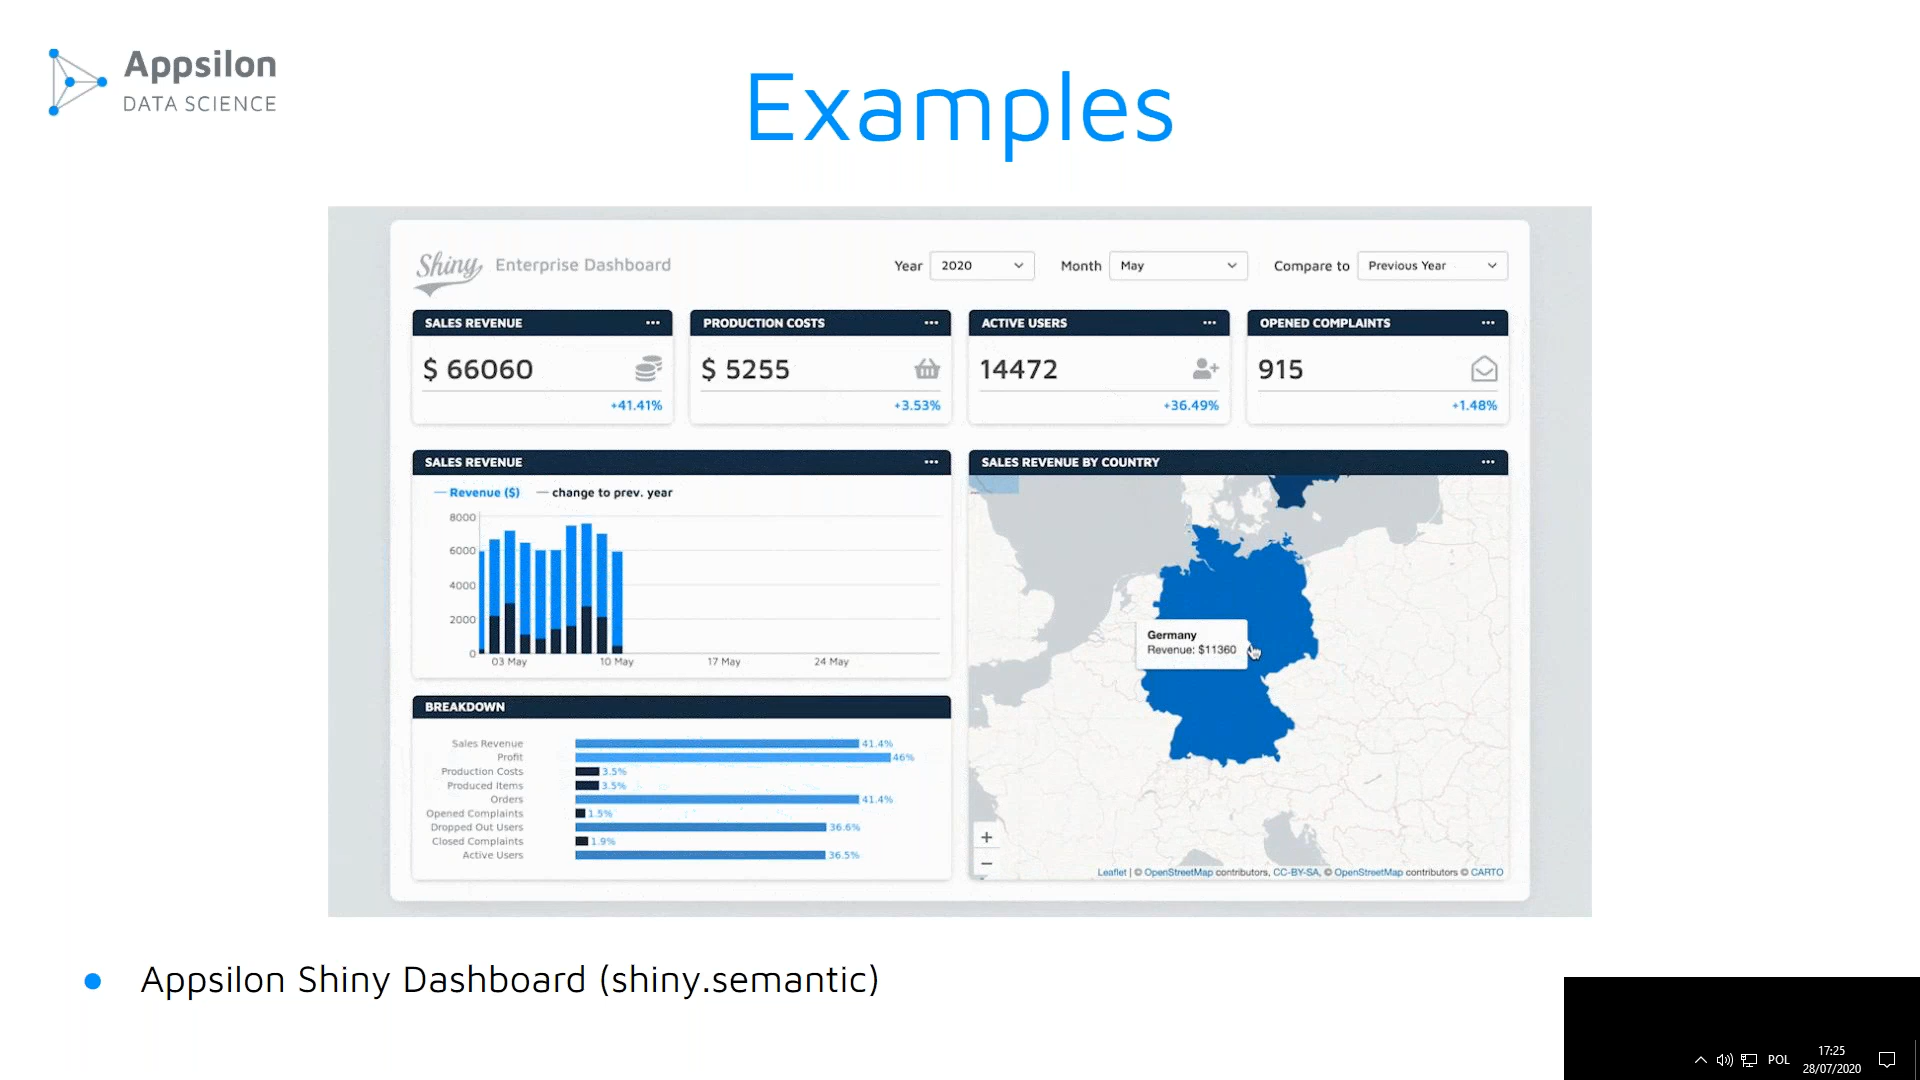 Appsilon
DATA SCIENCE
Examples
Shiny Enterprise Dashboard
Year 2020 Month May Compare to Previous Year
SALES REVENUE ...
$ 66060
+41.41%
PRODUCTION COSTS ...
$ 5255
+3.53%
ACTIVE USERS ...
14472
+36.49%
OPENED COMPLAINTS ...
915
+1.48%
SALES REVENUE ...
Revenue ($) change to prev. year
8000
6000
4000
2000
0
03 May 10 May 17 May 24 May
BREAKDOWN
Sales Revenue 41.4%
Profit 46%
Production Costs 3.5%
Produced Items 3.5%
Orders 41.4%
Opened Complaints 1.5%
Dropped Out Users 36.6%
Closed Complaints 1.9%
Active Users 36.5%
SALES REVENUE BY COUNTRY ...
Germany
Revenue: $11360
+
−
Leaflet | © OpenStreetMap contributors, CC-BY-SA, © OpenStreetMap contributors © CARTO
● Appsilon Shiny Dashboard (shiny.semantic)
POL
17:25
28/07/2020